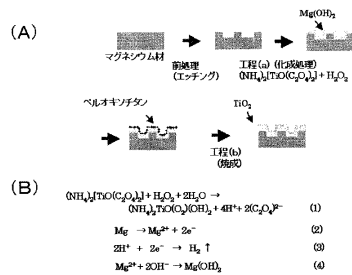 (A)
Mg(OH)₂
マグネシウム材
前処理
(エッチング)
工程(a)(化成処理)
(NH₄)₂[TiO(C₂O₄)₂]+H₂O₂
ペルオキソチタン
TiO₂
工程(b)
(焼成)
(B)
(NH₄)₂[TiO(C₂O₄)₂]+H₂O₂+2H₂O →
(NH₄)₂TiO(O₂)(OH)₂+4H⁺+2(C₂O₄)²⁻ (1)
Mg →Mg²⁺+2e⁻ (2)
2H⁺ + 2e⁻ → H₂ ↑ (3)
Mg²⁺+2OH⁻→Mg(OH)₂ (4)